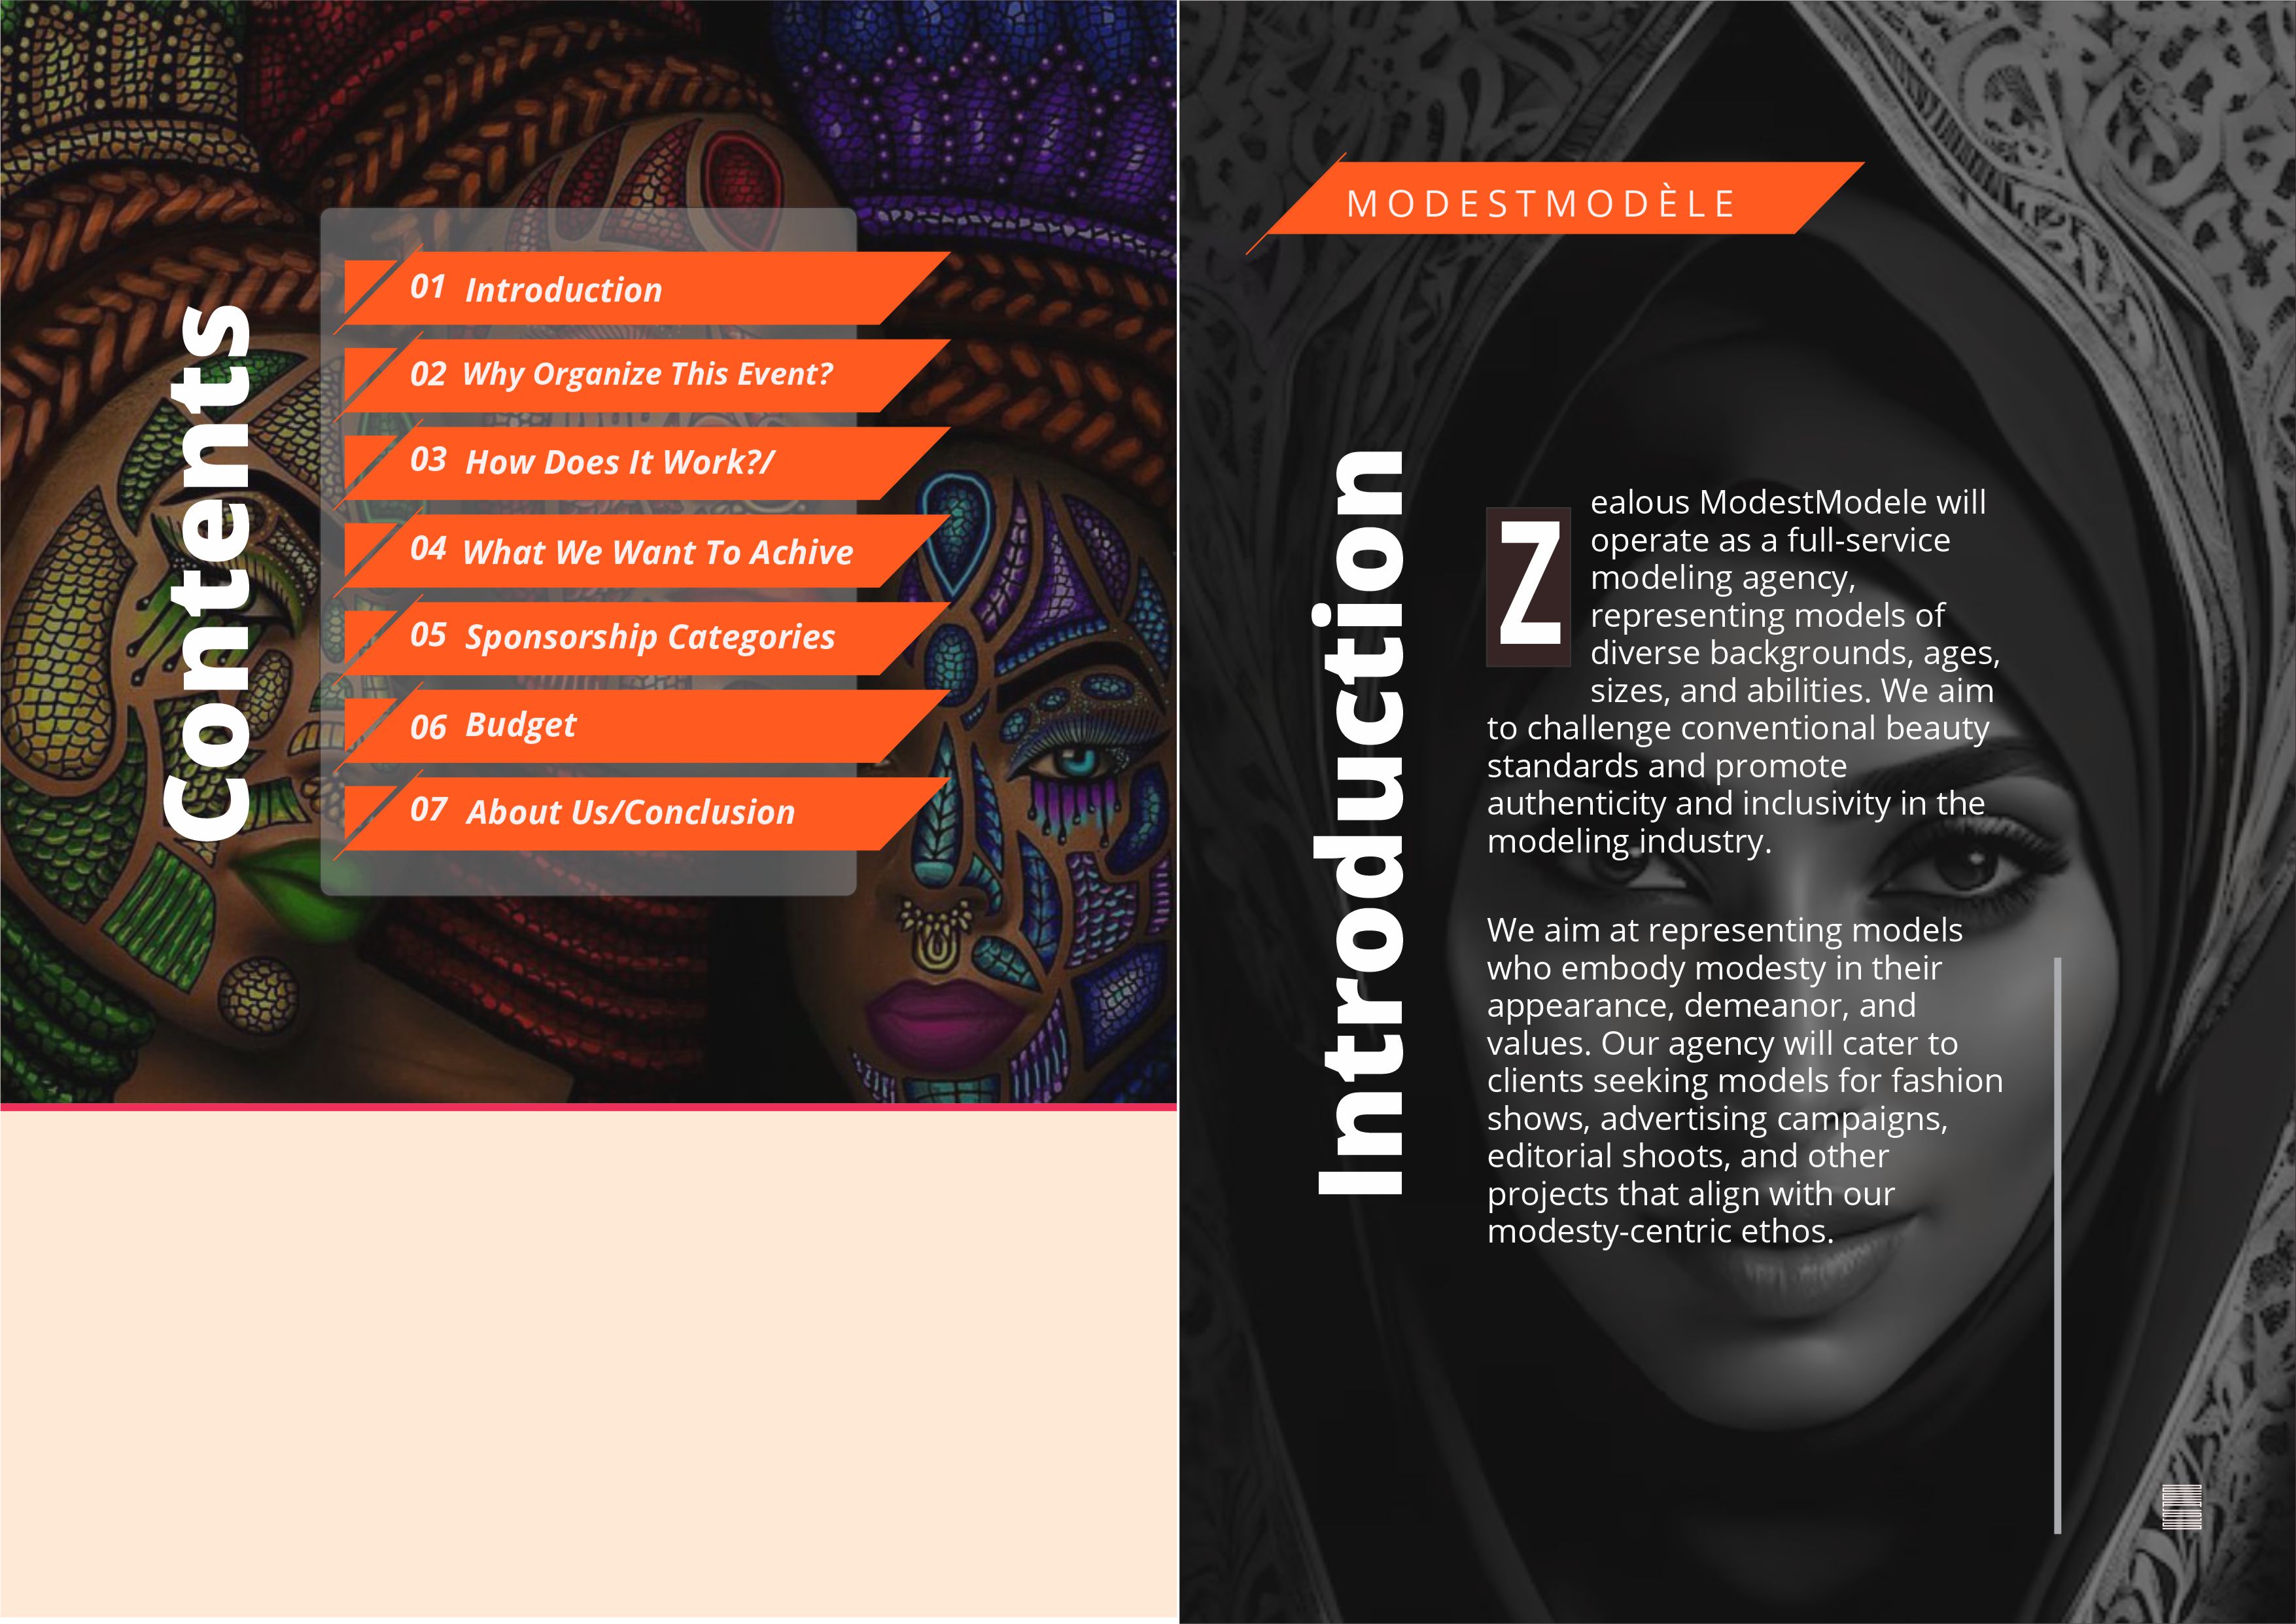 Contents
01 Introduction
02 Why Organize This Event?
03 How Does It Work?/
04 What We Want To Achive
05 Sponsorship Categories
06 Budget
07 About Us/Conclusion
MODESTMODÈLE
Introduction
Zealous ModestModele will
operate as a full-service
modeling agency,
representing models of
diverse backgrounds, ages,
sizes, and abilities. We aim
to challenge conventional beauty
standards and promote
authenticity and inclusivity in the
modeling industry.
We aim at representing models
who embody modesty in their
appearance, demeanor, and
values. Our agency will cater to
clients seeking models for fashion
shows, advertising campaigns,
editorial shoots, and other
projects that align with our
modesty-centric ethos.